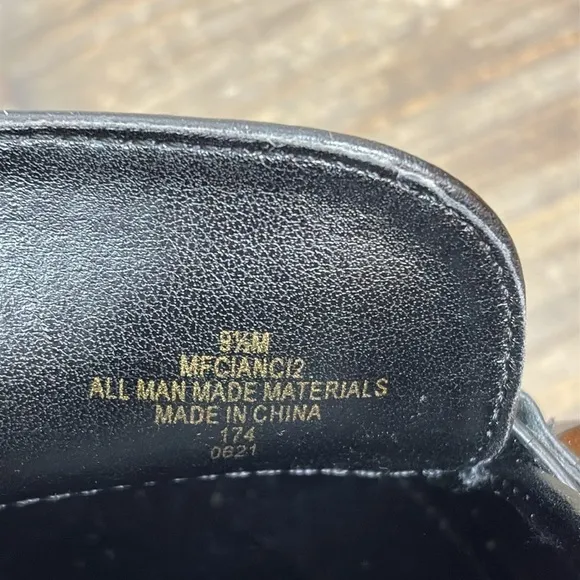 9½M
MFCIANCI2
ALL MAN MADE MATERIALS
MADE IN CHINA
174
0621